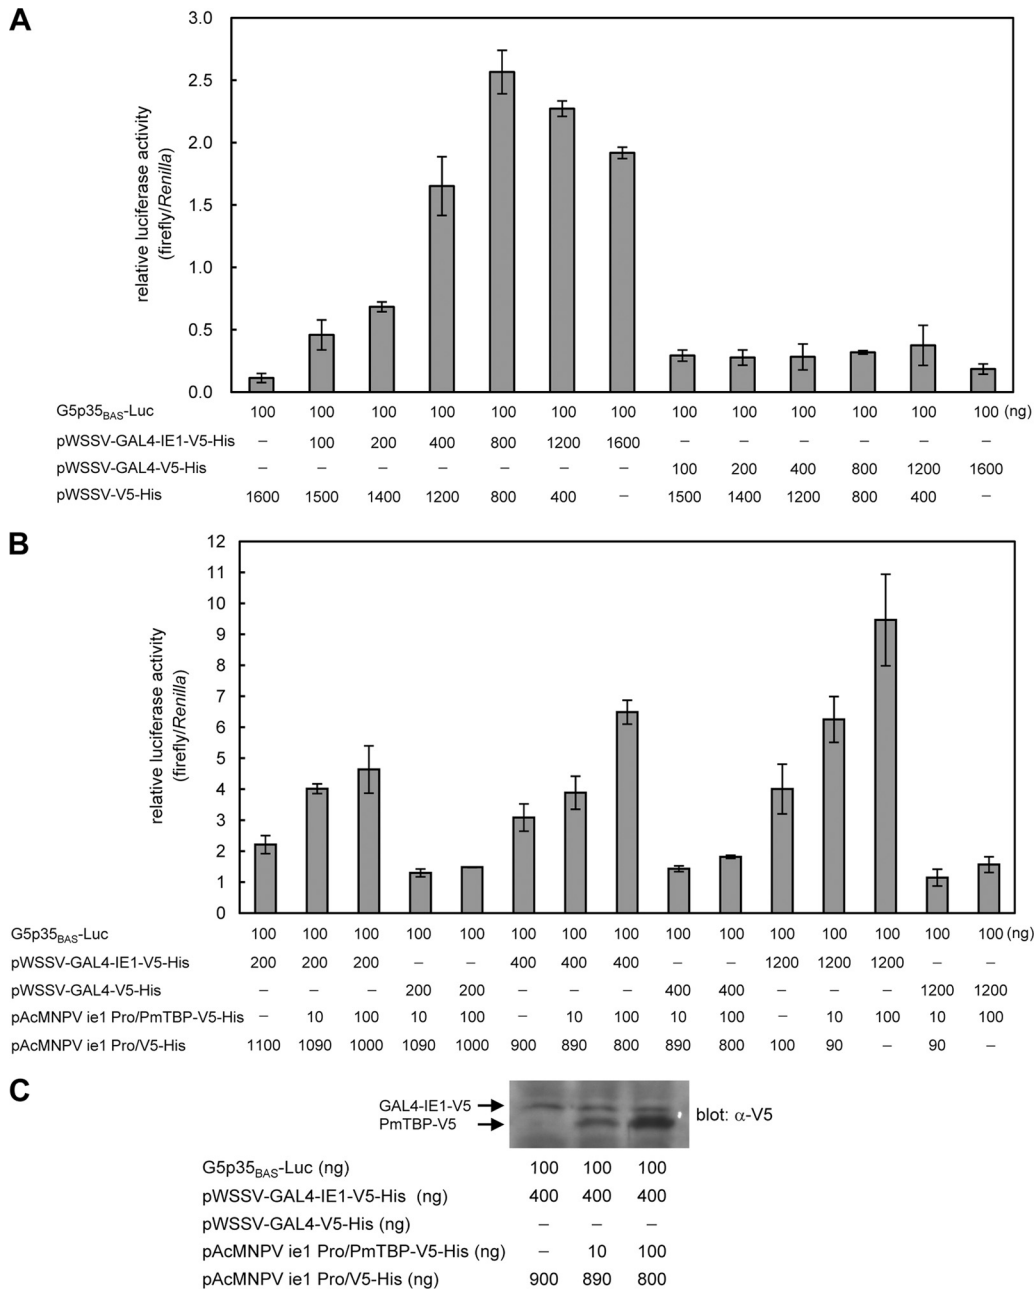 A
3.0
2.5
2.0
1.5
1.0
0.5
0.0
relative luciferase activity
(firefly/Renilla)
G5p35BAS-Luc 100 100 100 100 100 100 100 100 100 100 100 100 100 (ng)
pWSSV-GAL4-IE1-V5-His – 100 200 400 800 1200 1600 – – – – – –
pWSSV-GAL4-V5-His – – – – – – – 100 200 400 800 1200 1600
pWSSV-V5-His 1600 1500 1400 1200 800 400 – 1500 1400 1200 800 400 –
B
12
11
10
9
8
7
6
5
4
3
2
1
0
relative luciferase activity
(firefly/Renilla)
G5p35BAS-Luc 100 100 100 100 100 100 100 100 100 100 100 100 100 100 100 (ng)
pWSSV-GAL4-IE1-V5-His 200 200 200 – – 400 400 400 – – 1200 1200 1200 – –
pWSSV-GAL4-V5-His – – – 200 200 – – – 400 400 – – – 1200 1200
pAcMNPV ie1 Pro/PmTBP-V5-His – 10 100 10 100 – 10 100 10 100 – 10 100 10 100
pAcMNPV ie1 Pro/V5-His 1100 1090 1000 1090 1000 900 890 800 890 800 100 90 – 90 –
C
GAL4-IE1-V5
PmTBP-V5
blot: α-V5
G5p35BAS-Luc (ng) 100 100 100
pWSSV-GAL4-IE1-V5-His (ng) 400 400 400
pWSSV-GAL4-V5-His (ng) – – –
pAcMNPV ie1 Pro/PmTBP-V5-His (ng) – 10 100
pAcMNPV ie1 Pro/V5-His (ng) 900 890 800